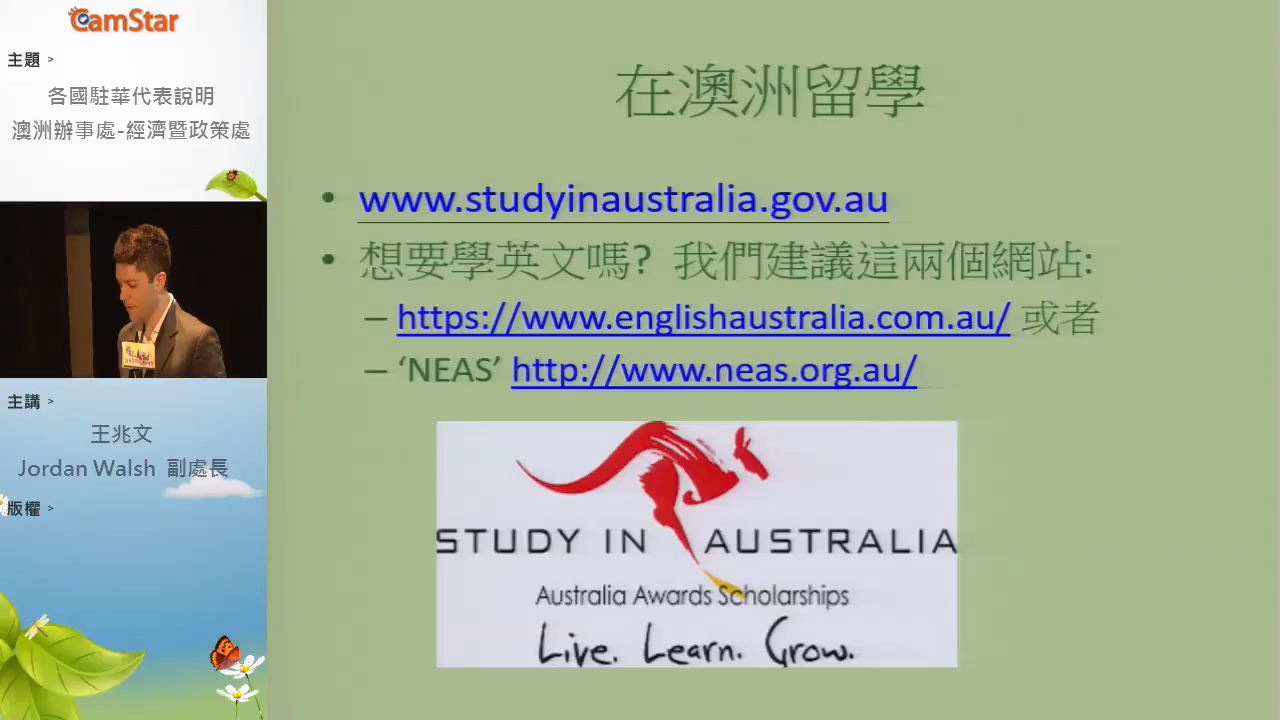 CamStar
主題 >
各國駐華代表說明
澳洲辦事處-經濟暨政策處
主講 >
王兆文
Jordan Walsh 副處長
版權 >
在澳洲留學
• www.studyinaustralia.gov.au
• 想要學英文嗎? 我們建議這兩個網站:
– https://www.englishaustralia.com.au/ 或者
– ‘NEAS’ http://www.neas.org.au/
STUDY IN AUSTRALIA
Australia Awards Scholarships
Live. Learn. Grow.